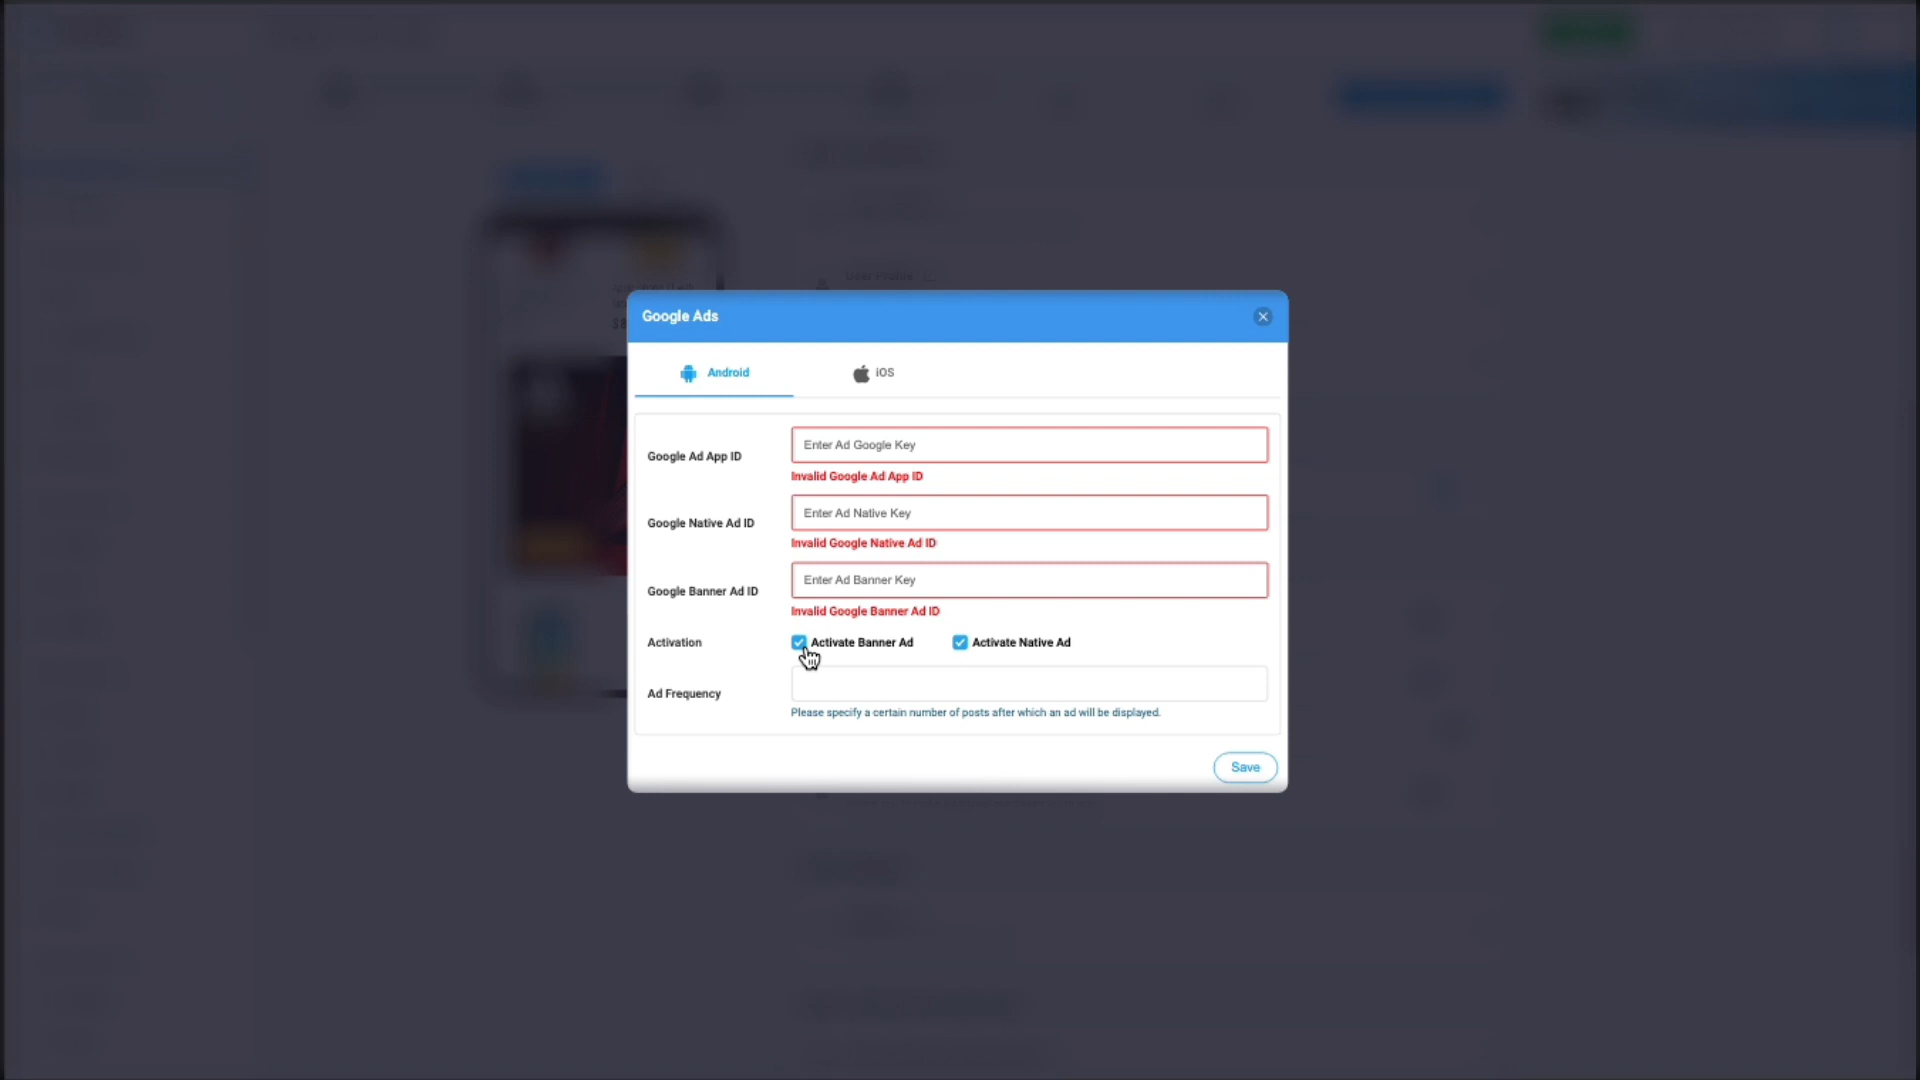 Google Ads
Android
iOS
Google Ad App ID
Enter Ad Google Key
Invalid Google Ad App ID
Google Native Ad ID
Enter Ad Native Key
Invalid Google Native Ad ID
Google Banner Ad ID
Enter Ad Banner Key
Invalid Google Banner Ad ID
Activation
Activate Banner Ad
Activate Native Ad
Ad Frequency
Please specify a certain number of posts after which an ad will be displayed.
Save